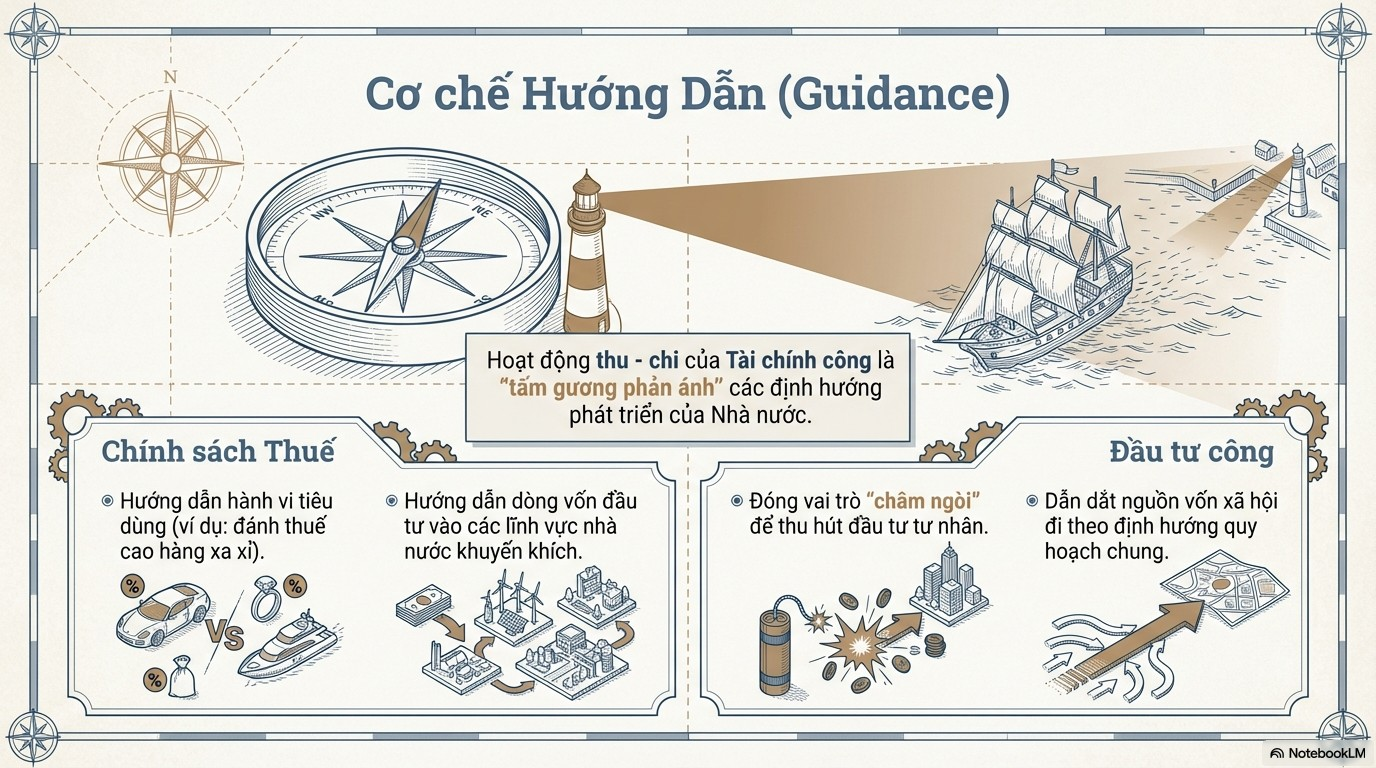 N
Cơ chế Hướng Dẫn (Guidance)
NW
NE
SW
SE
Hoạt động thu - chi của Tài chính công là
“tấm gương phản ánh” các định hướng
phát triển của Nhà nước.
Chính sách Thuế
Hướng dẫn hành vi tiêu
dùng (ví dụ: đánh thuế
cao hàng xa xỉ).
%
%
VS
%
Hướng dẫn dòng vốn đầu
tư vào các lĩnh vực nhà
nước khuyến khích.
Đầu tư công
Đóng vai trò “châm ngòi”
để thu hút đầu tư tư nhân.
Dẫn dắt nguồn vốn xã hội
đi theo định hướng quy
hoạch chung.
NotebookLM